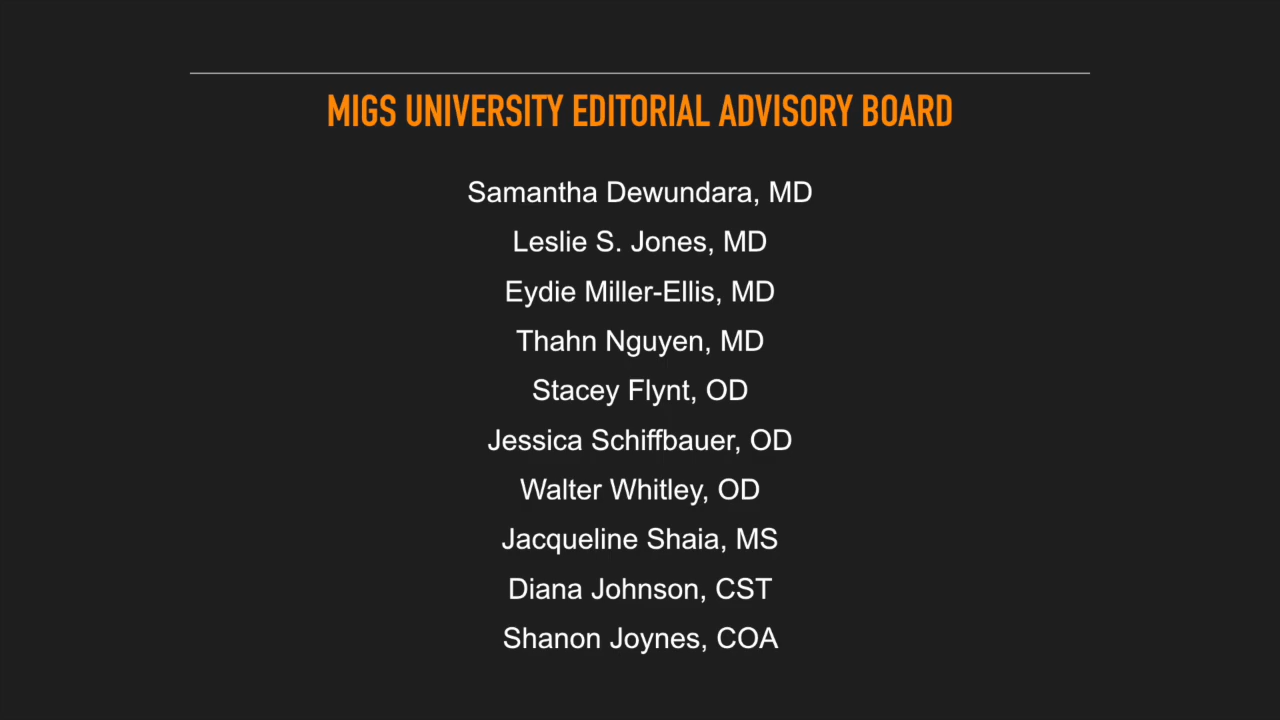 MIGS UNIVERSITY EDITORIAL ADVISORY BOARD
Samantha Dewundara, MD
Leslie S. Jones, MD
Eydie Miller-Ellis, MD
Thahn Nguyen, MD
Stacey Flynt, OD
Jessica Schiffbauer, OD
Walter Whitley, OD
Jacqueline Shaia, MS
Diana Johnson, CST
Shanon Joynes, COA